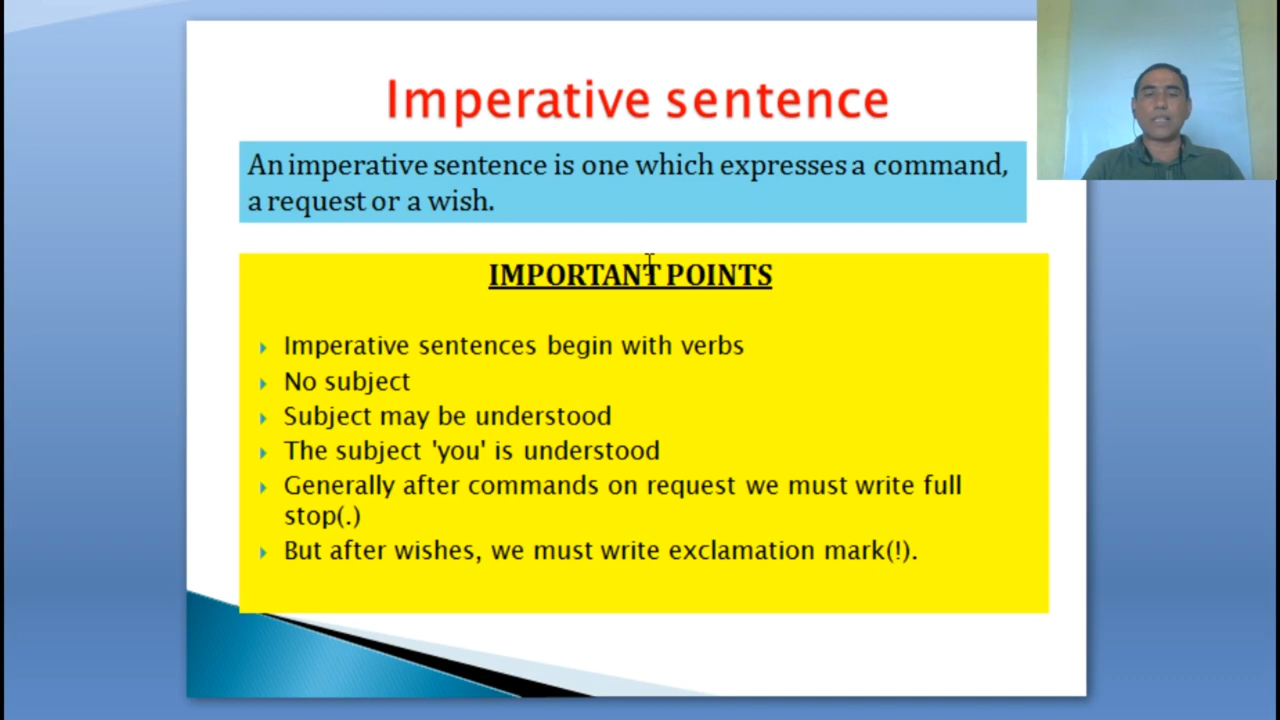 Imperative sentence
An imperative sentence is one which expresses a command,
a request or a wish.
IMPORTANT POINTS
Imperative sentences begin with verbs
No subject
Subject may be understood
The subject 'you' is understood
Generally after commands on request we must write full
stop(.)
But after wishes, we must write exclamation mark(!).